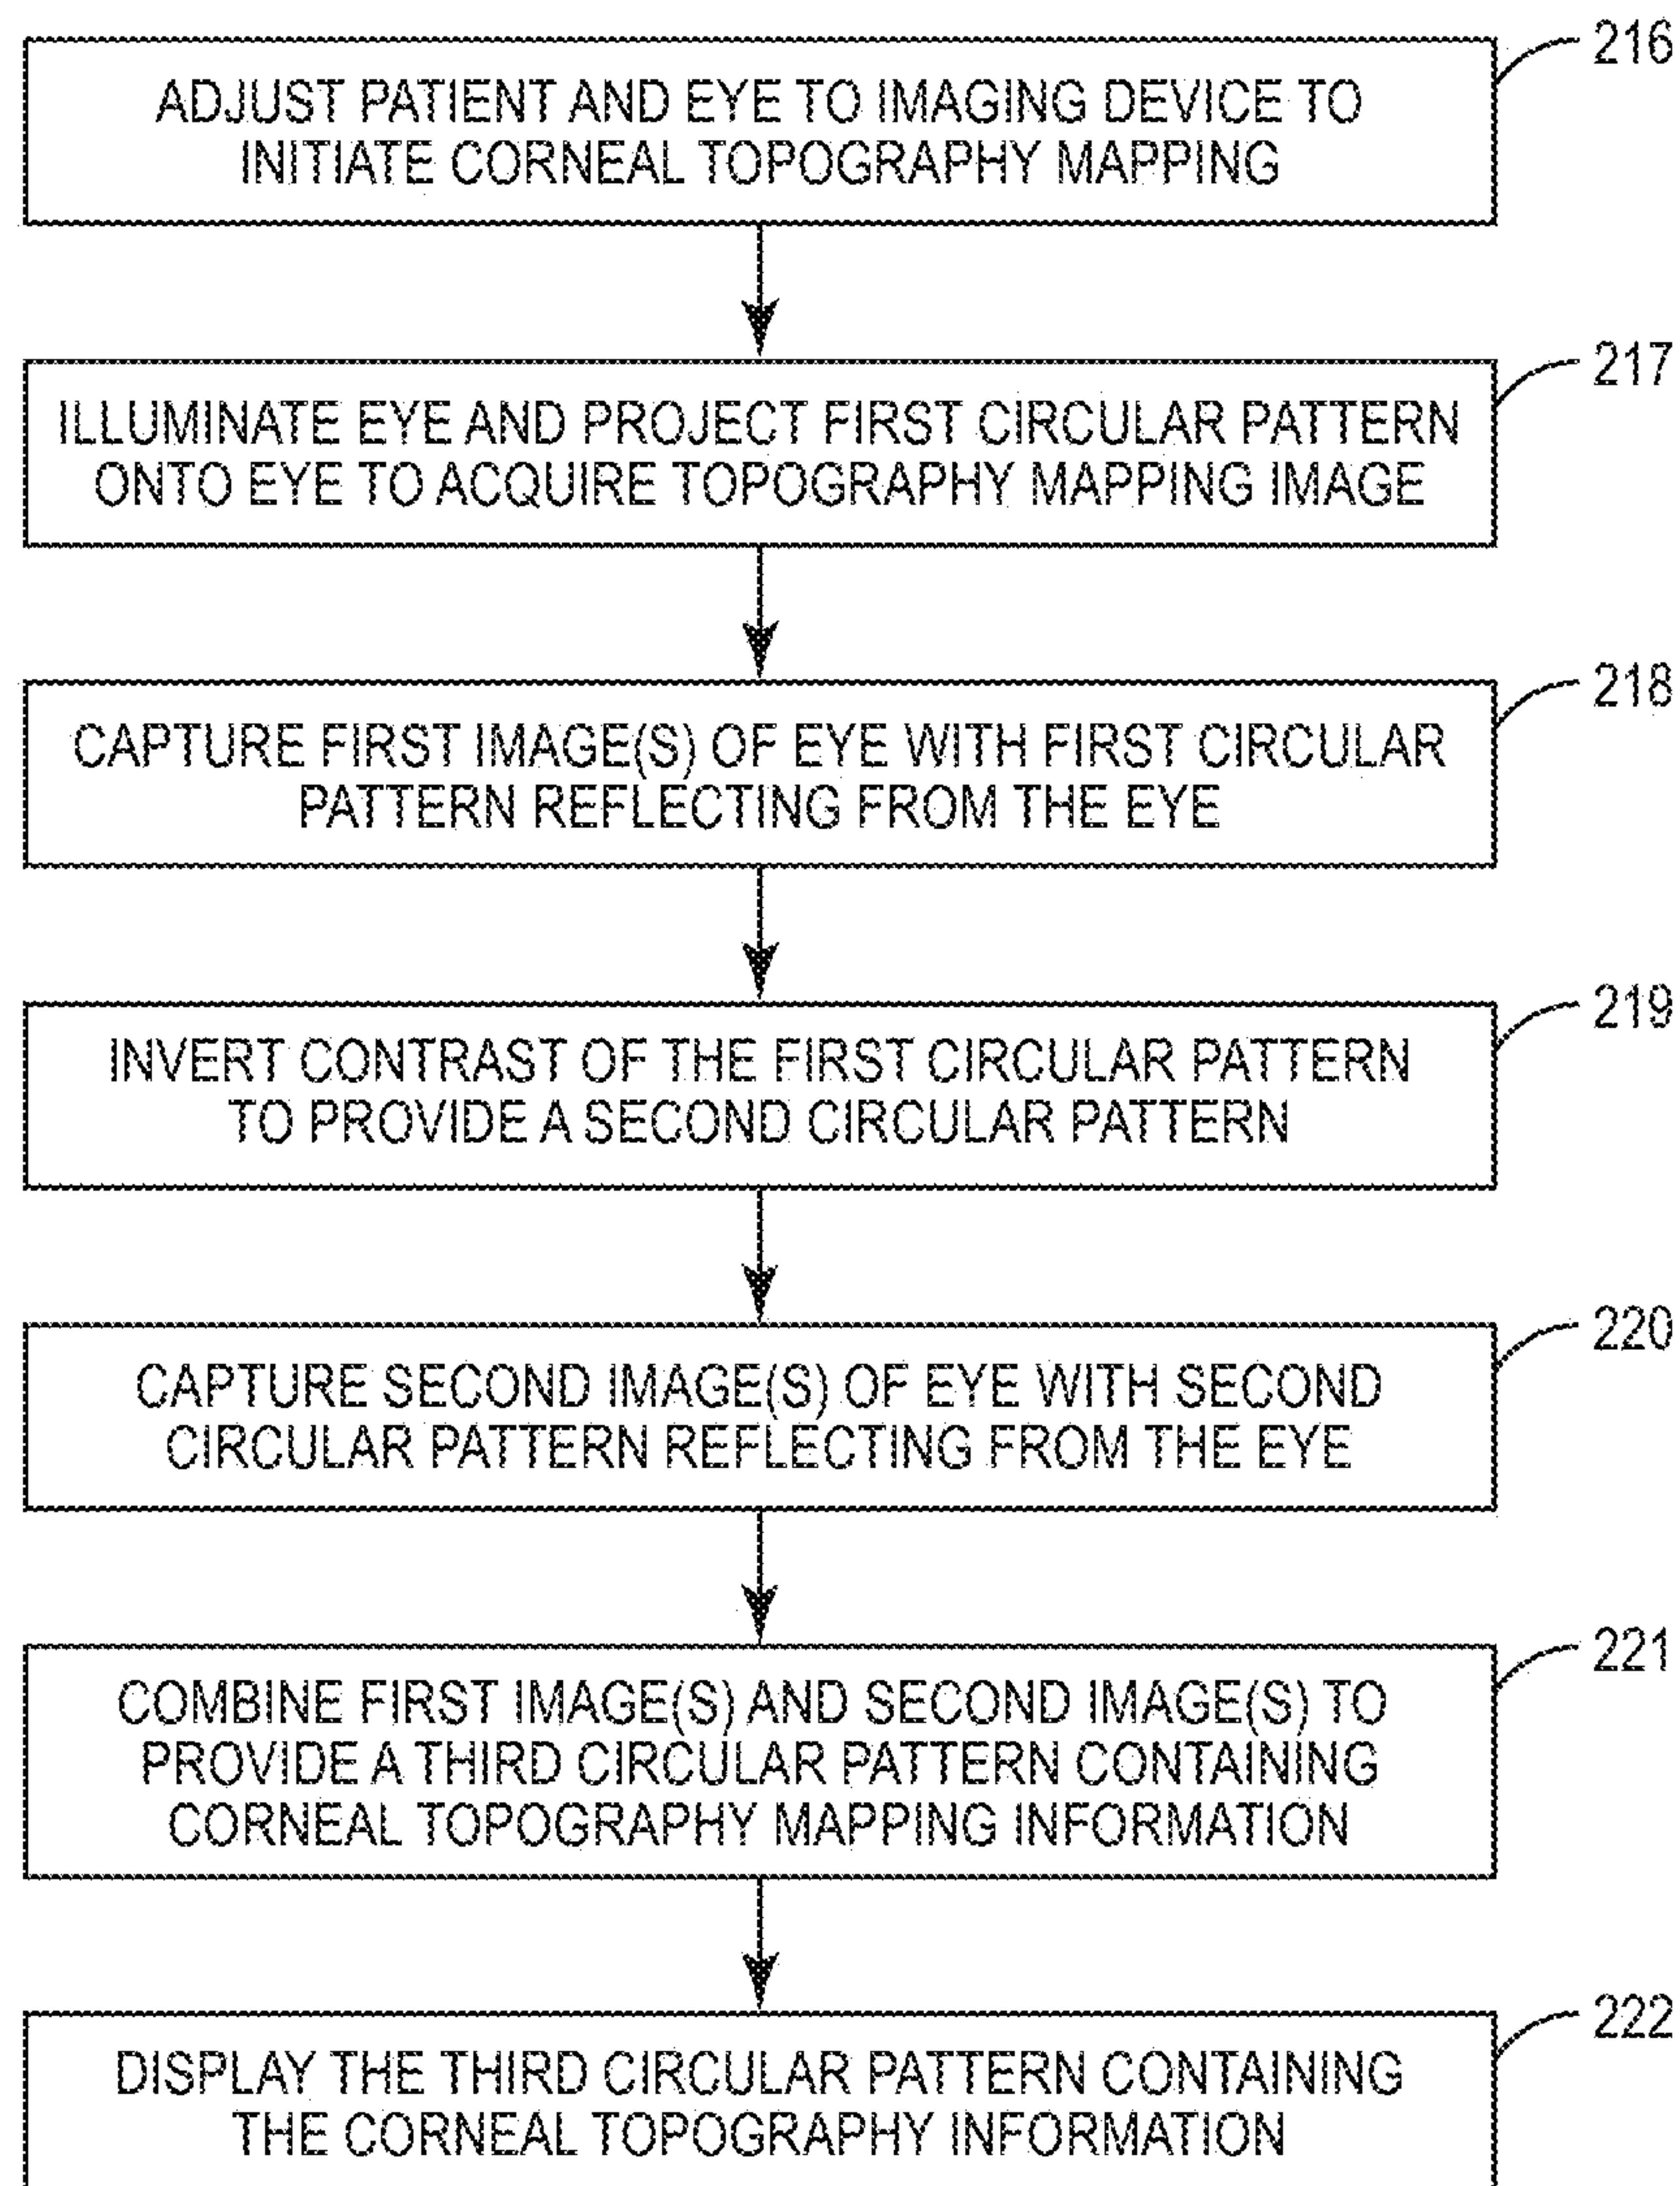 216
ADJUST PATIENT AND EYE TO IMAGING DEVICE TO
INITIATE CORNEAL TOPOGRAPHY MAPPING
217
ILLUMINATE EYE AND PROJECT FIRST CIRCULAR PATTERN
ONTO EYE TO ACQUIRE TOPOGRAPHY MAPPING IMAGE
218
CAPTURE FIRST IMAGE(S) OF EYE WITH FIRST CIRCULAR
PATTERN REFLECTING FROM THE EYE
219
INVERT CONTRAST OF THE FIRST CIRCULAR PATTERN
TO PROVIDE A SECOND CIRCULAR PATTERN
220
CAPTURE SECOND IMAGE(S) OF EYE WITH SECOND
CIRCULAR PATTERN REFLECTING FROM THE EYE
221
COMBINE FIRST IMAGE(S) AND SECOND IMAGE(S) TO
PROVIDE A THIRD CIRCULAR PATTERN CONTAINING
CORNEAL TOPOGRAPHY MAPPING INFORMATION
222
DISPLAY THE THIRD CIRCULAR PATTERN CONTAINING
THE CORNEAL TOPOGRAPHY INFORMATION